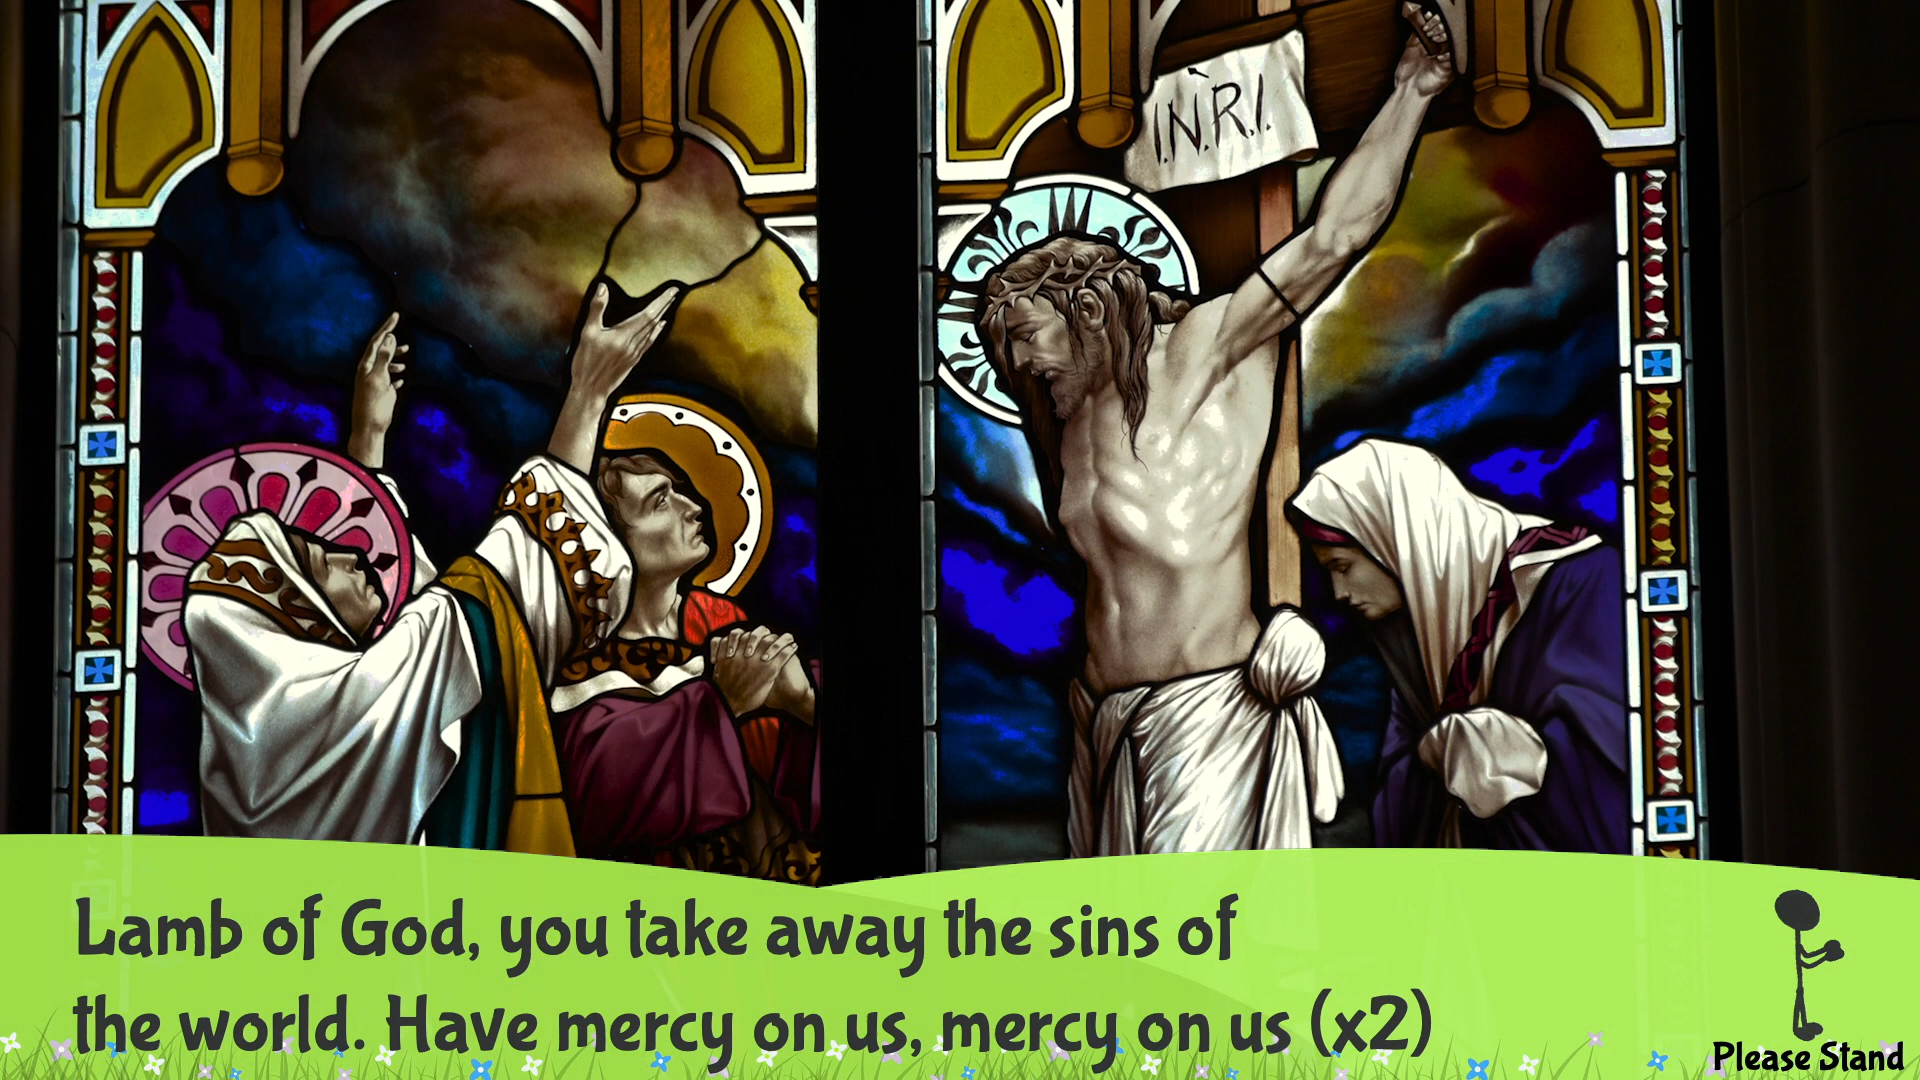 I.N.R.I.
Lamb of God, you take away the sins of
the world. Have mercy on us, mercy on us (x2)
Please Stand